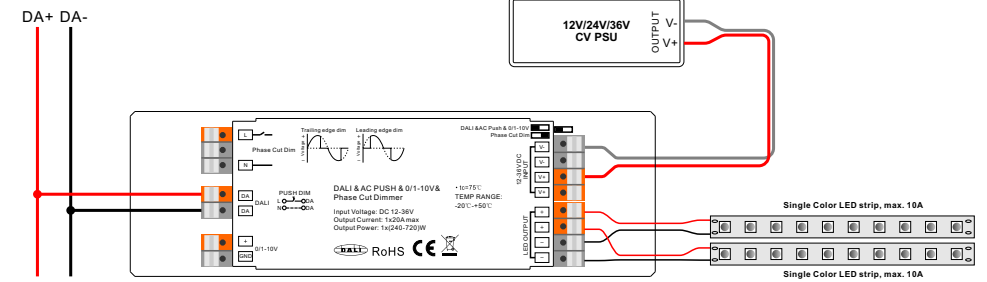 DA+ DA-
12V/24V/36V
CV PSU
OUTPUT
V-
V+
L
Phase Cut Dim
N
Trailing edge dim
Leading edge dim
DALI &AC Push & 0/1-10V
Phase Cut Dim
V-
V-
V+
V+
12-36VDC
INPUT
DA
DA
DALI
PUSH DIM
L DA
N DA
DALI & AC PUSH & 0/1-10V&
Phase Cut Dimmer
Input Voltage: DC 12-36V
Output Current: 1x20A max
Output Power: 1x(240-720)W
• tc=75℃
TEMP RANGE:
-20℃-+50℃
+
+
−
−
LED OUTPUT
+
GND
0/1-10V
DALI RoHS CE
Single Color LED strip, max. 10A
Single Color LED strip, max. 10A